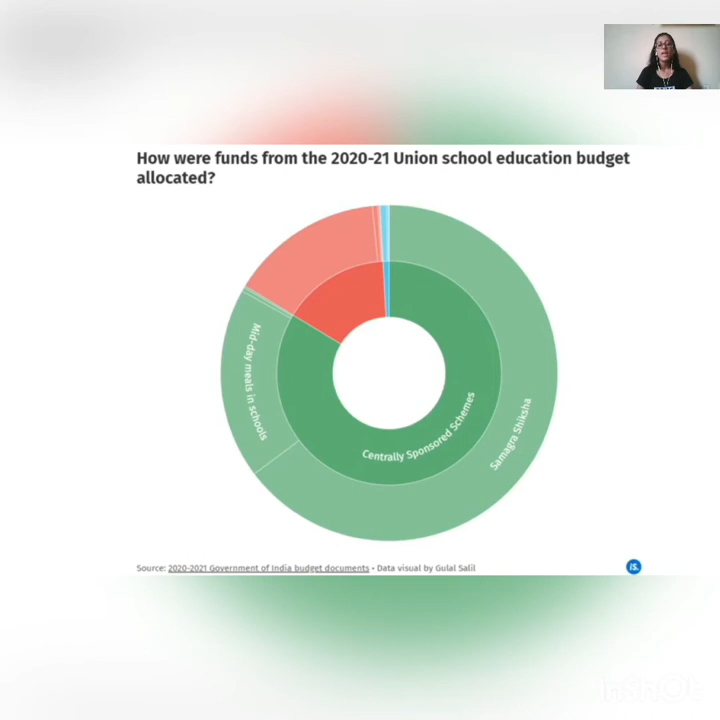 How were funds from the 2020-21 Union school education budget
allocated?
Mid-day meals in schools
Centrally Sponsored Schemes
Samagra Shiksha
Source: 2020-2021 Government of India budget documents • Data visual by Gulal Salil
iS.
InShOt